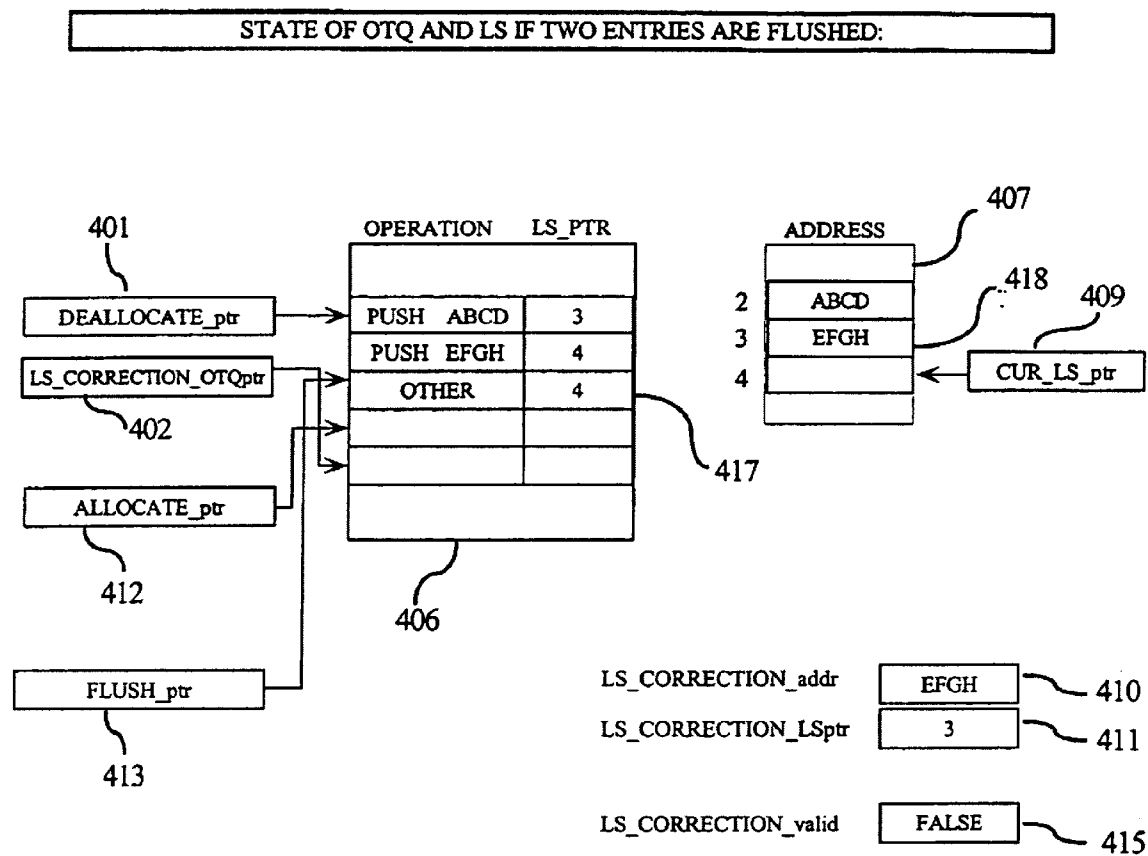 STATE OF OTQ AND LS IF TWO ENTRIES ARE FLUSHED:
407
401
OPERATION LS_PTR
ADDRESS
418
409
DEALLOCATE_ptr
PUSH ABCD 3
2 ABCD
PUSH EFGH 4
3 EFGH
LS_CORRECTION_OTQptr
OTHER 4
4
CUR_LS_ptr
402
417
ALLOCATE_ptr
412
406
FLUSH_ptr
413
LS_CORRECTION_addr EFGH 410
LS_CORRECTION_LSptr 3 411
LS_CORRECTION_valid FALSE 415